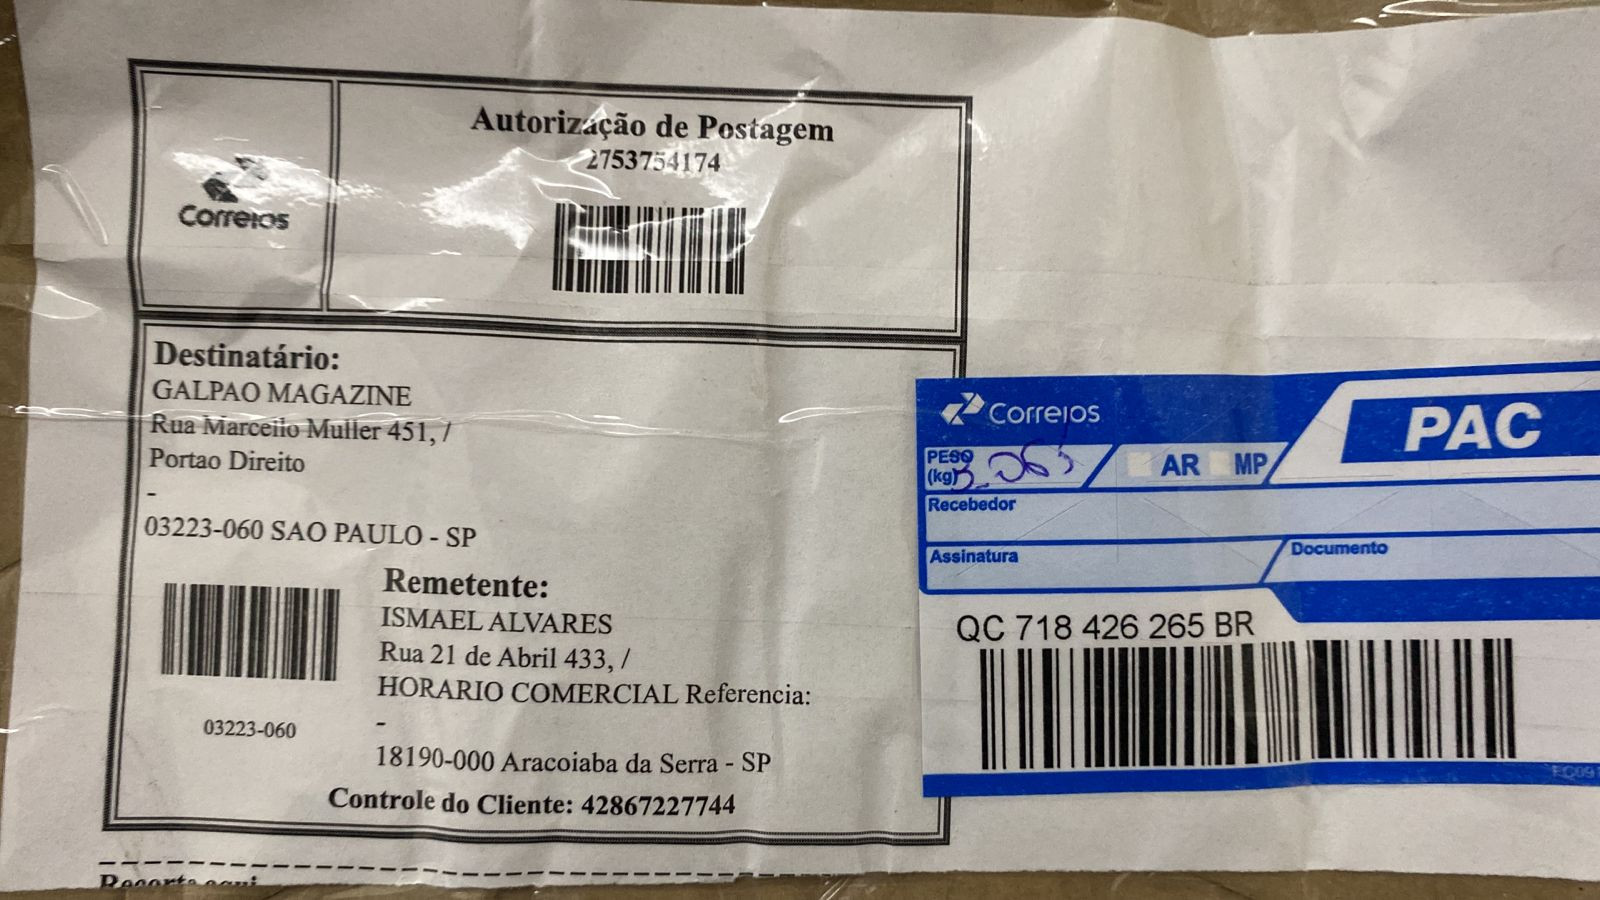 Correios
Autorização de Postagem
2753754174
Destinatário:
GALPAO MAGAZINE
Rua Marcello Muller 451, /
Portao Direito
-
03223-060 SAO PAULO - SP
03223-060
Remetente:
ISMAEL ALVARES
Rua 21 de Abril 433, /
HORARIO COMERCIAL Referencia:
-
18190-000 Aracoiaba da Serra - SP
Controle do Cliente: 42867227744
Recorte aqui
Correios
PAC
PESO
(kg)
AR MP
Recebedor
Assinatura
Documento
QC 718 426 265 BR